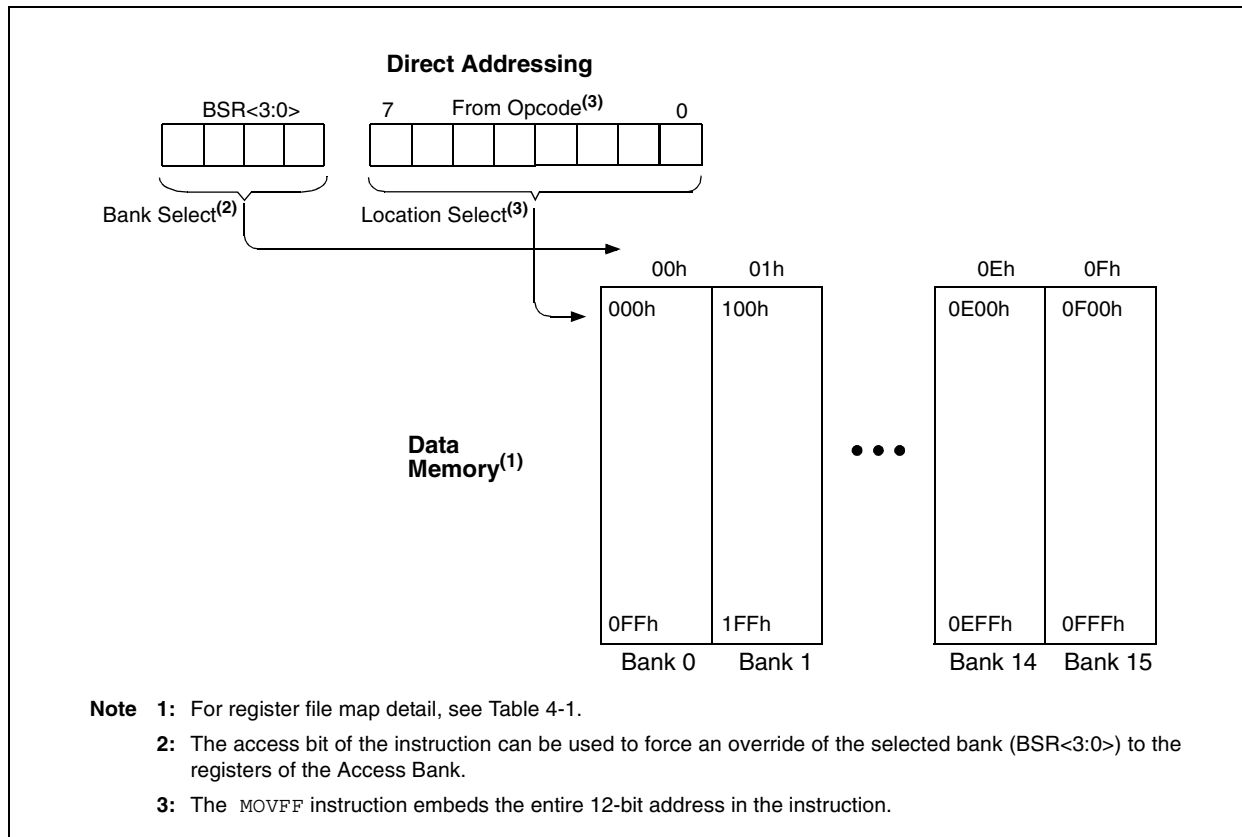 Direct Addressing
BSR<3:0> 7 From Opcode(3) 0
Bank Select(2) Location Select(3)
00h 01h 0Eh 0Fh
000h 100h 0E00h 0F00h
Data
Memory(1)
0FFh 1FFh 0EFFh 0FFFh
Bank 0 Bank 1 Bank 14 Bank 15
Note 1: For register file map detail, see Table 4-1.
2: The access bit of the instruction can be used to force an override of the selected bank (BSR<3:0>) to the
registers of the Access Bank.
3: The MOVFF instruction embeds the entire 12-bit address in the instruction.